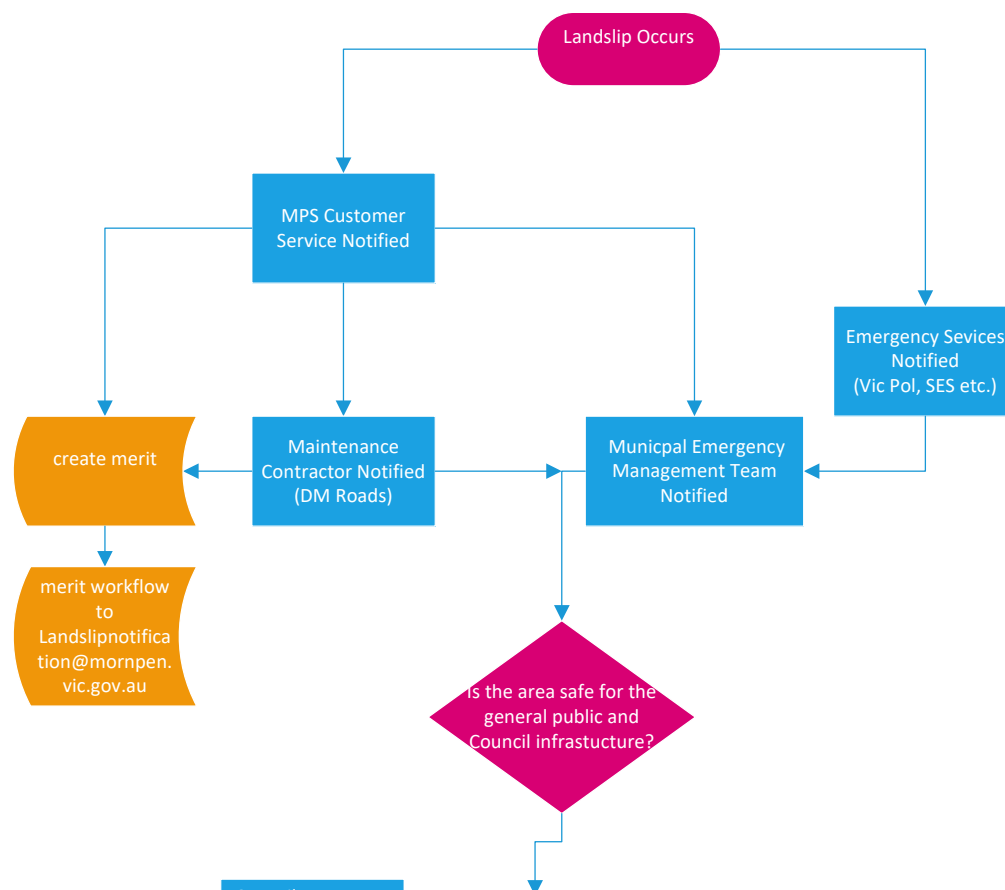 Landslip Occurs
MPS Customer
Service Notified
Emergency Sevices
Notified
(Vic Pol, SES etc.)
create merit
Maintenance
Contractor Notified
(DM Roads)
Municpal Emergency
Management Team
Notified
merit workflow
to
Landslipnotifica
tion@mornpen.
vic.gov.au
Is the area safe for the
general public and
Council infrastucture?